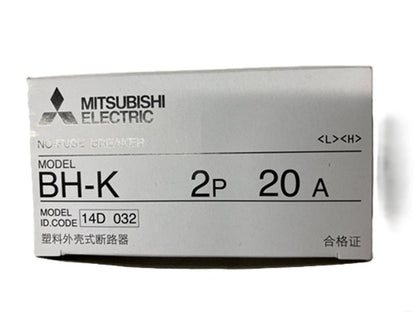 MITSUBISHI
ELECTRIC
NO-FUSE BREAKER <L><H>
MODEL
BH-K 2P 20 A
MODEL
ID.CODE 14D 032
塑料外壳式断路器 合格证